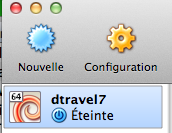 Nouvelle Configuration
64 dtravel7
Éteinte